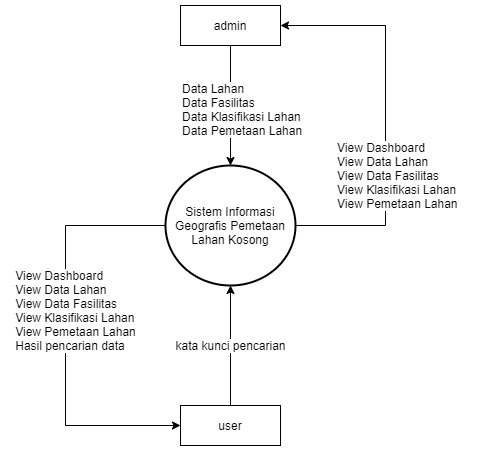 admin
Data Lahan
Data Fasilitas
Data Klasifikasi Lahan
Data Pemetaan Lahan
View Dashboard
View Data Lahan
View Data Fasilitas
View Klasifikasi Lahan
View Pemetaan Lahan
Sistem Informasi
Geografis Pemetaan
Lahan Kosong
View Dashboard
View Data Lahan
View Data Fasilitas
View Klasifikasi Lahan
View Pemetaan Lahan
Hasil pencarian data
kata kunci pencarian
user